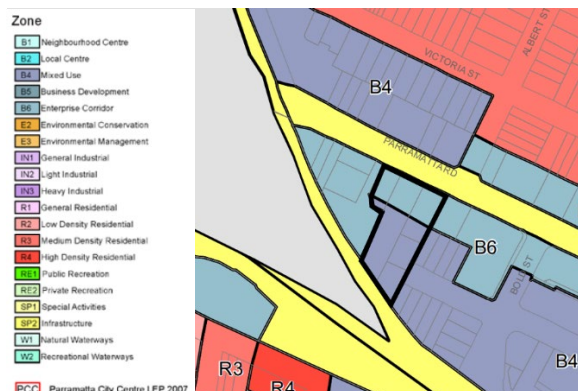 Zone
B1 Neighbourhood Centre
B2 Local Centre
B4 Mixed Use
B5 Business Development
B6 Enterprise Corridor
E2 Environmental Conservation
E3 Environmental Management
IN1 General Industrial
IN2 Light Industrial
IN3 Heavy Industrial
R1 General Residential
R2 Low Density Residential
R3 Medium Density Residential
R4 High Density Residential
RE1 Public Recreation
RE2 Private Recreation
SP1 Special Activities
SP2 Infrastructure
W1 Natural Waterways
W2 Recreational Waterways
PCC Parramatta City Centre LEP 2007
ALBERT ST
VICTORIA ST
B4
PARRAMATTA RD
B6
BOLD ST
B4
R3
R4